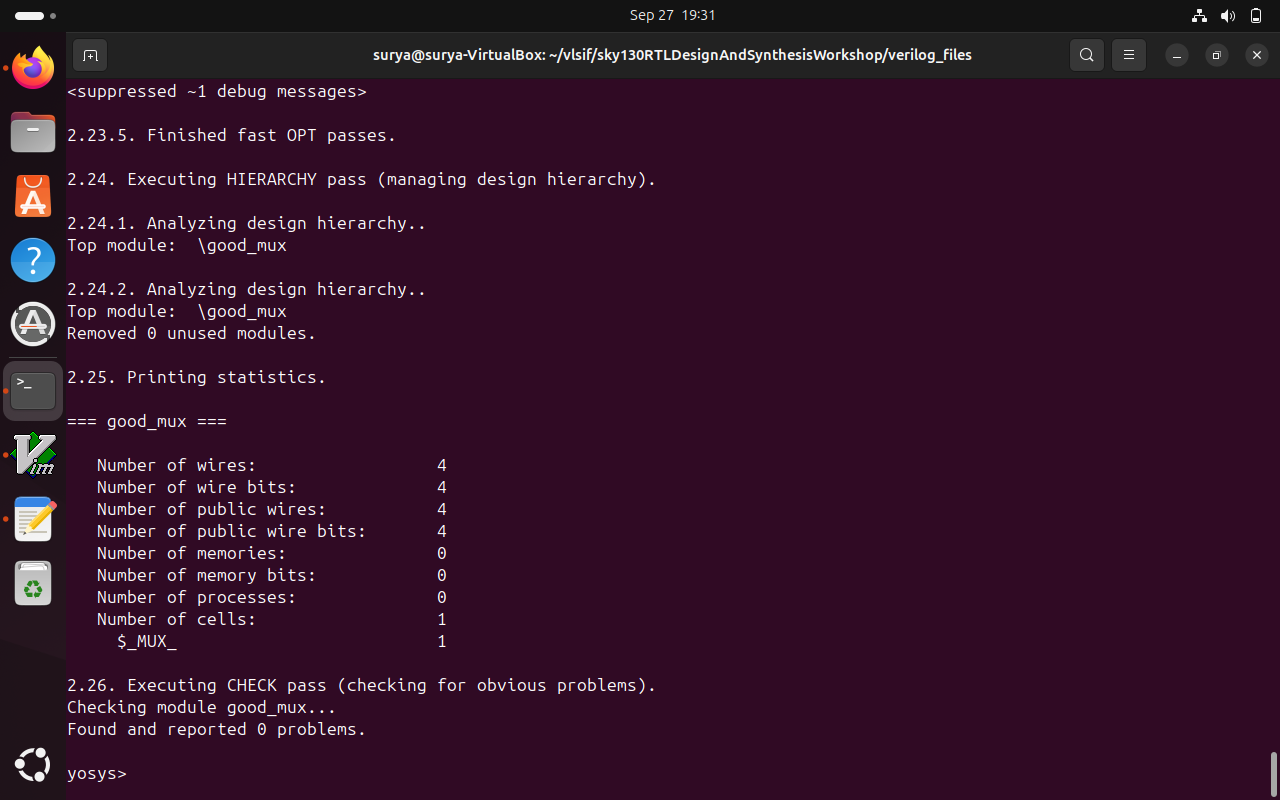 Sep 27 19:31
surya@surya-VirtualBox: ~/vlsif/sky130RTLDesignAndSynthesisWorkshop/verilog_files
<suppressed ~1 debug messages>
2.23.5. Finished fast OPT passes.
2.24. Executing HIERARCHY pass (managing design hierarchy).
2.24.1. Analyzing design hierarchy..
Top module:  \good_mux
2.24.2. Analyzing design hierarchy..
Top module:  \good_mux
Removed 0 unused modules.
2.25. Printing statistics.
=== good_mux ===
Number of wires: 4
Number of wire bits: 4
Number of public wires: 4
Number of public wire bits: 4
Number of memories: 0
Number of memory bits: 0
Number of processes: 0
Number of cells: 1
$_MUX_ 1
2.26. Executing CHECK pass (checking for obvious problems).
Checking module good_mux...
Found and reported 0 problems.
yosys>